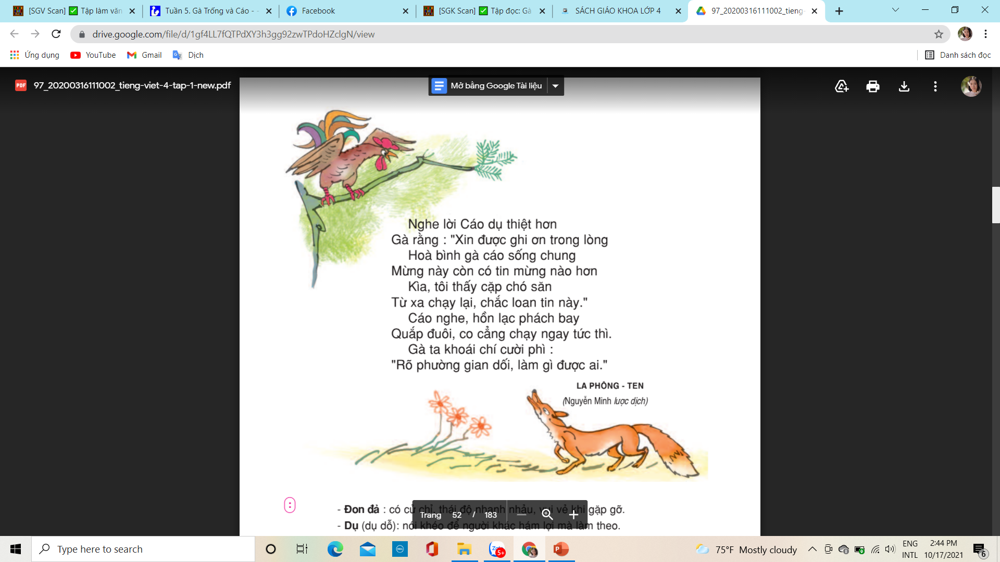 [SGV Scan] ✅ Tập làm văn
Tuần 5. Gà Trống và Cáo - -
Facebook
[SGK Scan] ✅ Tập đọc: Gà
SÁCH GIÁO KHOA LỚP 4
97_20200316111002_tieng-
drive.google.com/file/d/1gf4LL7fQTPdXY3h3gg92zwTPdoHZclgN/view
Ứng dụng
YouTube
Gmail
Dịch
Danh sách đọc
PDF
97_20200316111002_tieng-viet-4-tap-1-new.pdf
Mở bằng Google Tài liệu
Nghe lời Cáo dụ thiệt hơn
Gà rằng : "Xin được ghi ơn trong lòng
Hoà bình gà cáo sống chung
Mừng này còn có tin mừng nào hơn
Kìa, tôi thấy cặp chó săn
Từ xa chạy lại, chắc loan tin này."
Cáo nghe, hồn lạc phách bay
Quắp đuôi, co cẳng chạy ngay tức thì.
Gà ta khoái chí cười phì :
"Rõ phường gian dối, làm gì được ai."
LA PHÔNG - TEN
(Nguyễn Minh lược dịch)
- Đon đả : có cử chỉ, thái độ nhanh nhảu, vui vẻ khi gặp gỡ.
- Dụ (dụ dỗ): nói khéo để người khác hám lợi mà làm theo.
Trang 52 / 183
Type here to search
DELL
Zalo
5+
P
75°F Mostly cloudy
ENG
INTL
2:44 PM
10/17/2021
6